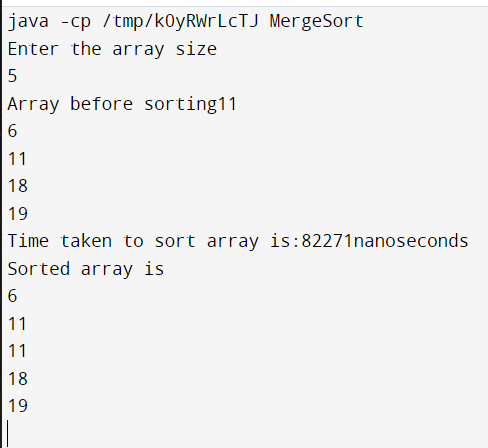 java -cp /tmp/kOyRWrLcTJ MergeSort
Enter the array size
5
Array before sorting11
6
11
18
19
Time taken to sort array is:82271nanoseconds
Sorted array is
6
11
11
18
19